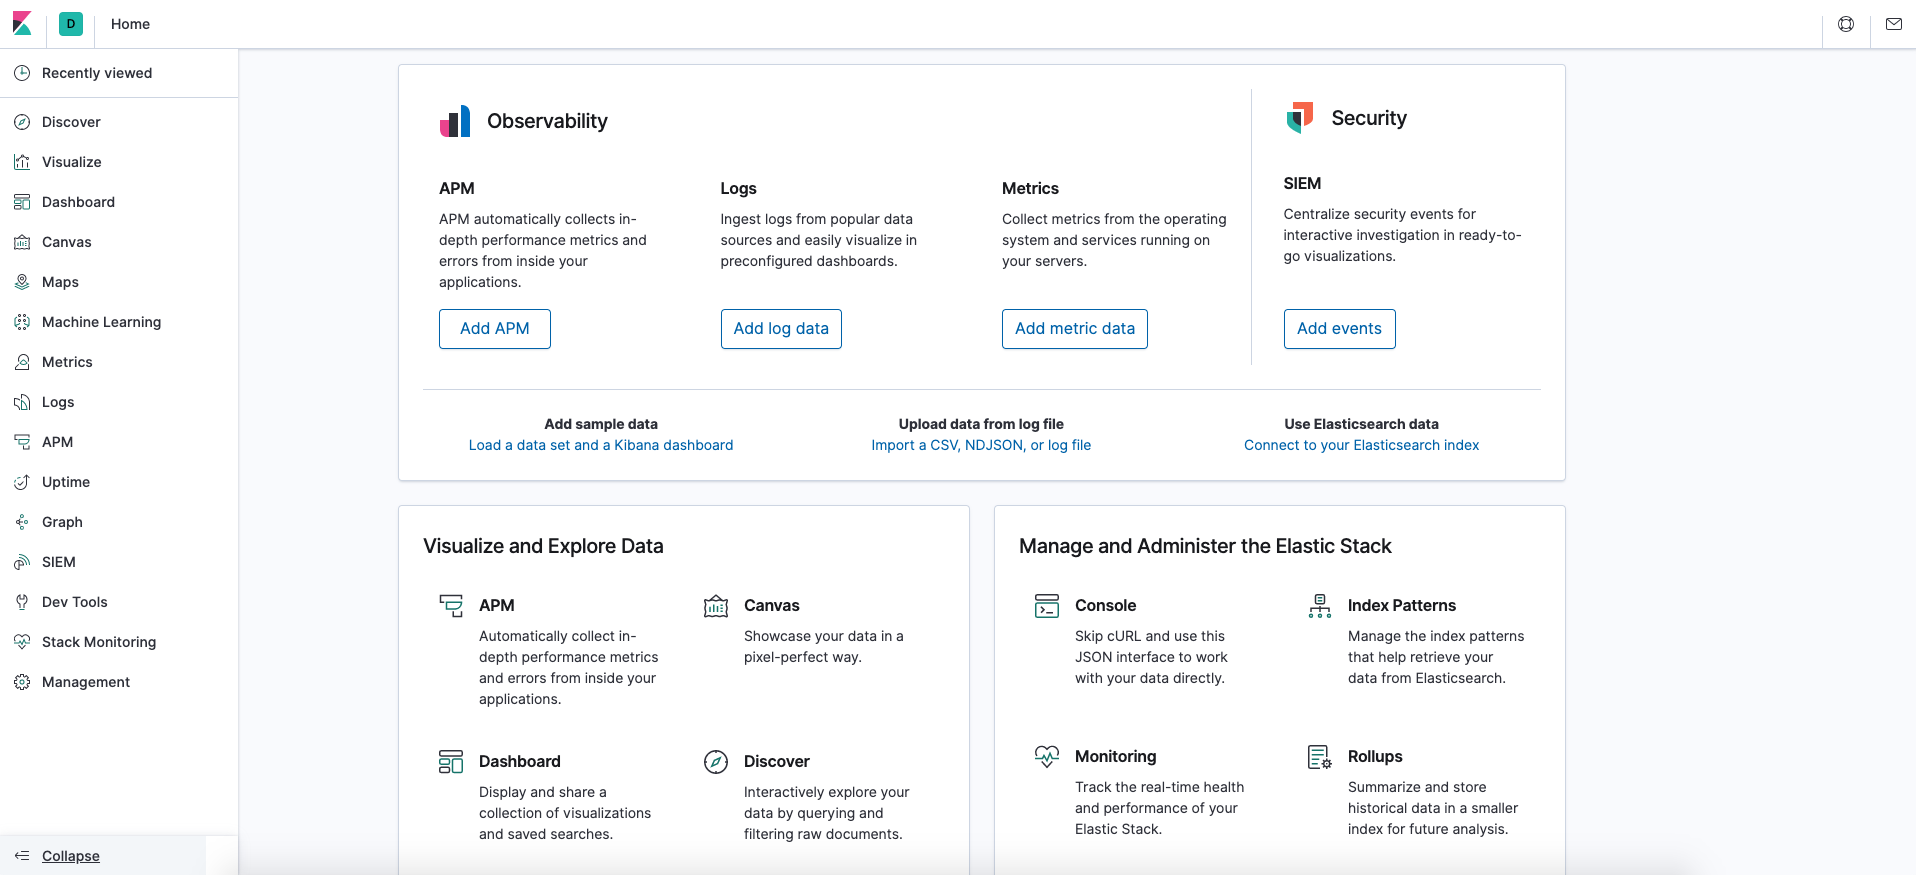 D
Home
Recently viewed
Discover
Visualize
Dashboard
Canvas
Maps
Machine Learning
Metrics
Logs
APM
Uptime
Graph
SIEM
Dev Tools
Stack Monitoring
Management
Collapse
Observability
APM
APM automatically collects in-
depth performance metrics and
errors from inside your
applications.
Add APM
Logs
Ingest logs from popular data
sources and easily visualize in
preconfigured dashboards.
Add log data
Metrics
Collect metrics from the operating
system and services running on
your servers.
Add metric data
Security
SIEM
Centralize security events for
interactive investigation in ready-to-
go visualizations.
Add events
Add sample data
Load a data set and a Kibana dashboard
Upload data from log file
Import a CSV, NDJSON, or log file
Use Elasticsearch data
Connect to your Elasticsearch index
Visualize and Explore Data
APM
Automatically collect in-
depth performance metrics
and errors from inside your
applications.
Canvas
Showcase your data in a
pixel-perfect way.
Dashboard
Display and share a
collection of visualizations
and saved searches.
Discover
Interactively explore your
data by querying and
filtering raw documents.
Manage and Administer the Elastic Stack
Console
Skip cURL and use this
JSON interface to work
with your data directly.
Index Patterns
Manage the index patterns
that help retrieve your
data from Elasticsearch.
Monitoring
Track the real-time health
and performance of your
Elastic Stack.
Rollups
Summarize and store
historical data in a smaller
index for future analysis.